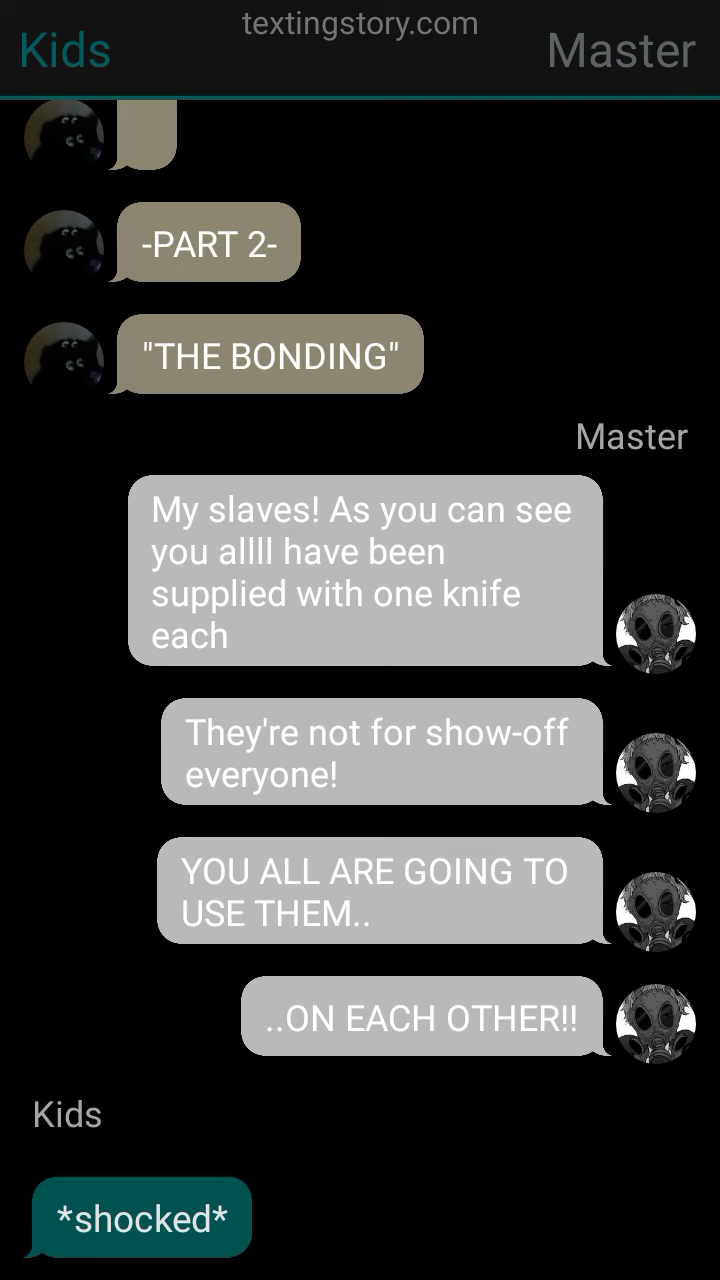 textingstory.com
Kids
Master
-PART 2-
"THE BONDING"
Master
My slaves! As you can see
you allll have been
supplied with one knife
each
They're not for show-off
everyone!
YOU ALL ARE GOING TO
USE THEM..
..ON EACH OTHER!!
Kids
*shocked*